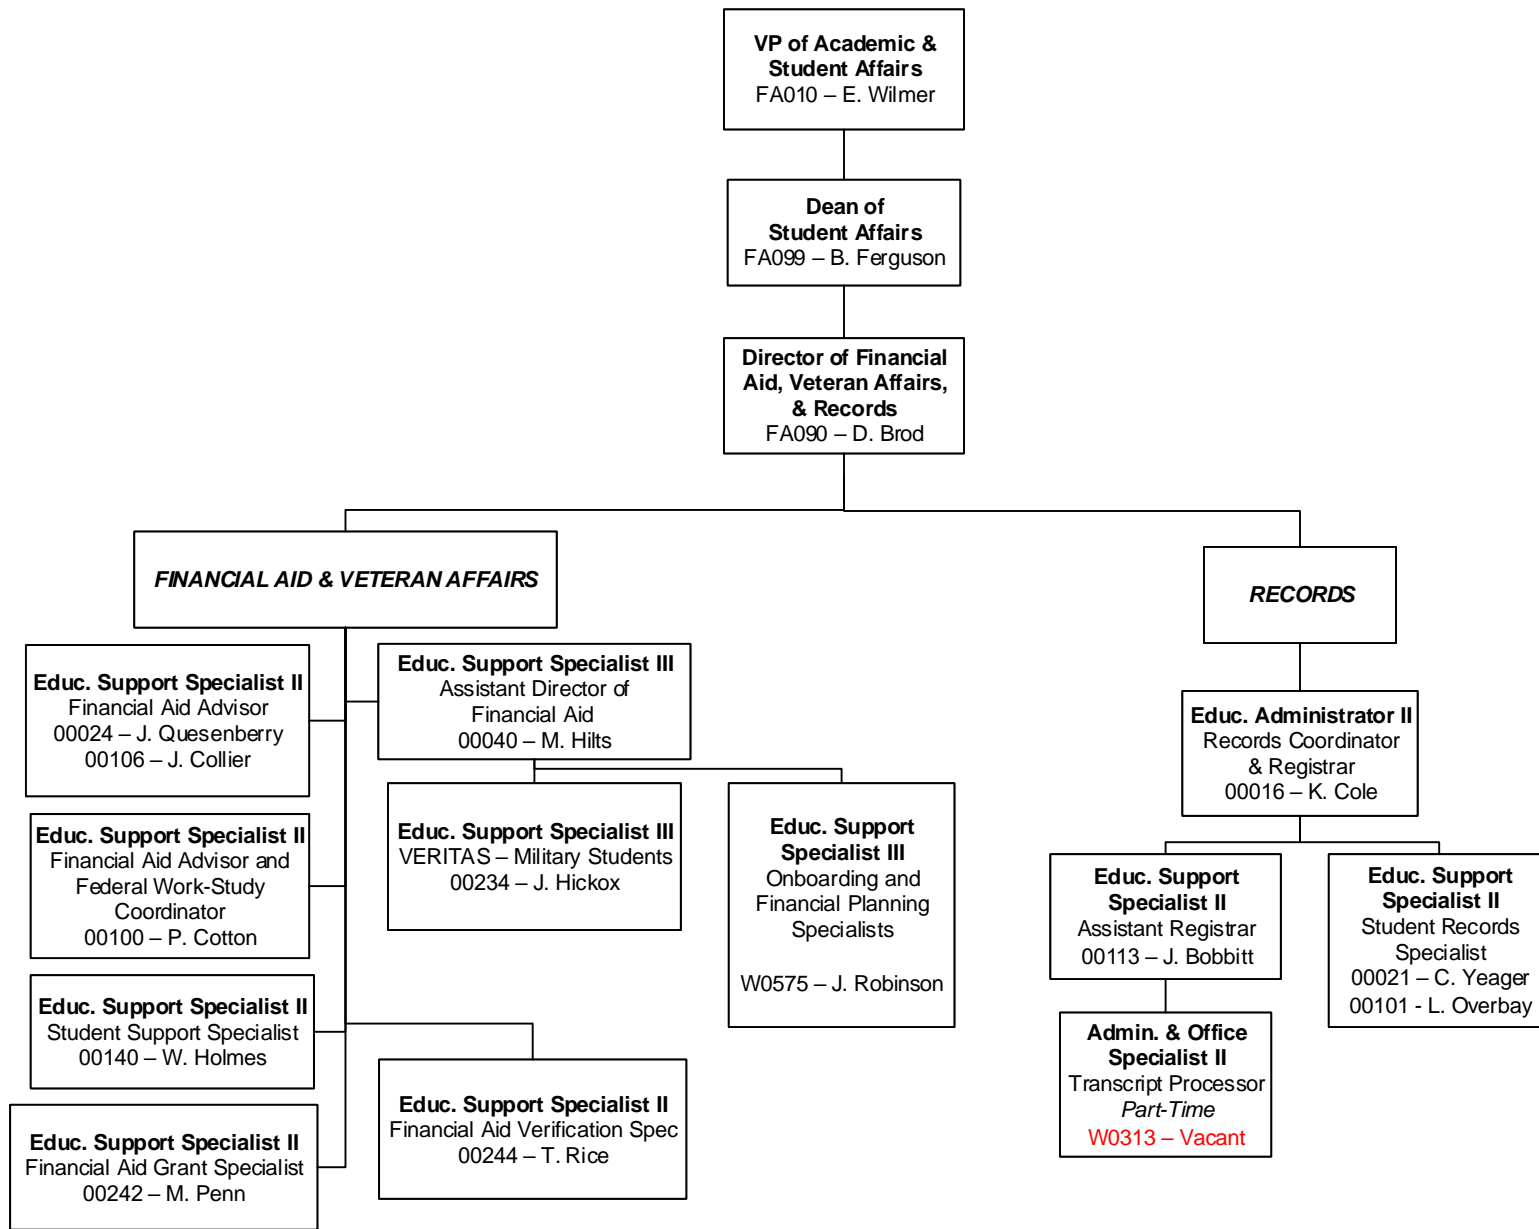 VP of Academic &
Student Affairs
FA010 – E. Wilmer
Dean of
Student Affairs
FA099 – B. Ferguson
Director of Financial
Aid, Veteran Affairs,
& Records
FA090 – D. Brod
FINANCIAL AID & VETERAN AFFAIRS
Educ. Support Specialist II
Financial Aid Advisor
00024 – J. Quesenberry
00106 – J. Collier
Educ. Support Specialist III
Assistant Director of
Financial Aid
00040 – M. Hilts
Educ. Support Specialist II
Financial Aid Advisor and
Federal Work-Study
Coordinator
00100 – P. Cotton
Educ. Support Specialist III
VERITAS – Military Students
00234 – J. Hickox
Educ. Support
Specialist III
Onboarding and
Financial Planning
Specialists
W0575 – J. Robinson
Educ. Support Specialist II
Student Support Specialist
00140 – W. Holmes
Educ. Support Specialist II
Financial Aid Grant Specialist
00242 – M. Penn
Educ. Support Specialist II
Financial Aid Verification Spec
00244 – T. Rice
RECORDS
Educ. Administrator II
Records Coordinator
& Registrar
00016 – K. Cole
Educ. Support
Specialist II
Assistant Registrar
00113 – J. Bobbitt
Educ. Support
Specialist II
Student Records
Specialist
00021 – C. Yeager
00101 - L. Overbay
Admin. & Office
Specialist II
Transcript Processor
Part-Time
W0313 – Vacant